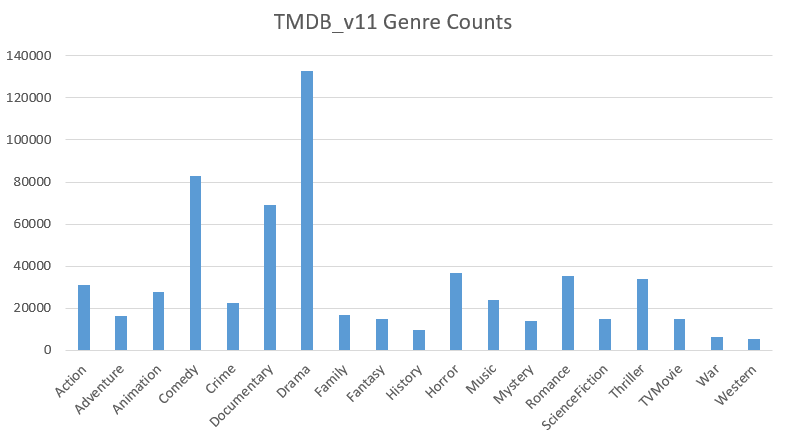 TMDB_v11 Genre Counts
140000
120000
100000
80000
60000
40000
20000
0
Action
Adventure
Animation
Comedy
Crime
Documentary
Drama
Family
Fantasy
History
Horror
Music
Mystery
Romance
ScienceFiction
Thriller
TVMovie
War
Western